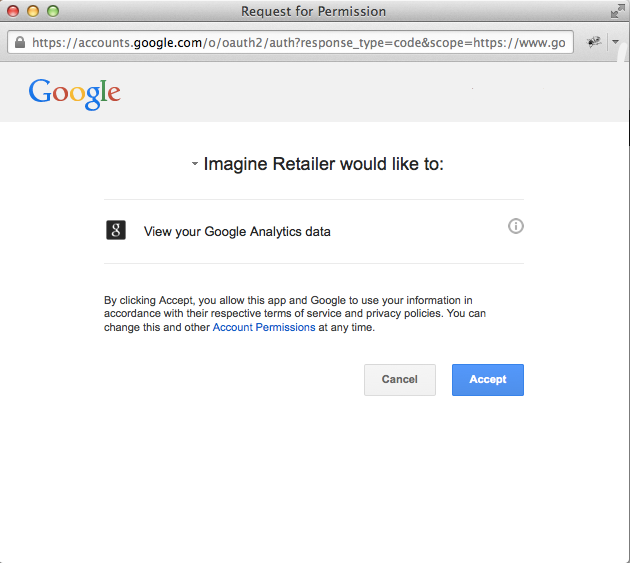 Request for Permission
https://accounts.google.com/o/oauth2/auth?response_type=code&scope=https://www.go
Google
Imagine Retailer would like to:
g
View your Google Analytics data
By clicking Accept, you allow this app and Google to use your information in
accordance with their respective terms of service and privacy policies. You can
change this and other Account Permissions at any time.
Cancel Accept